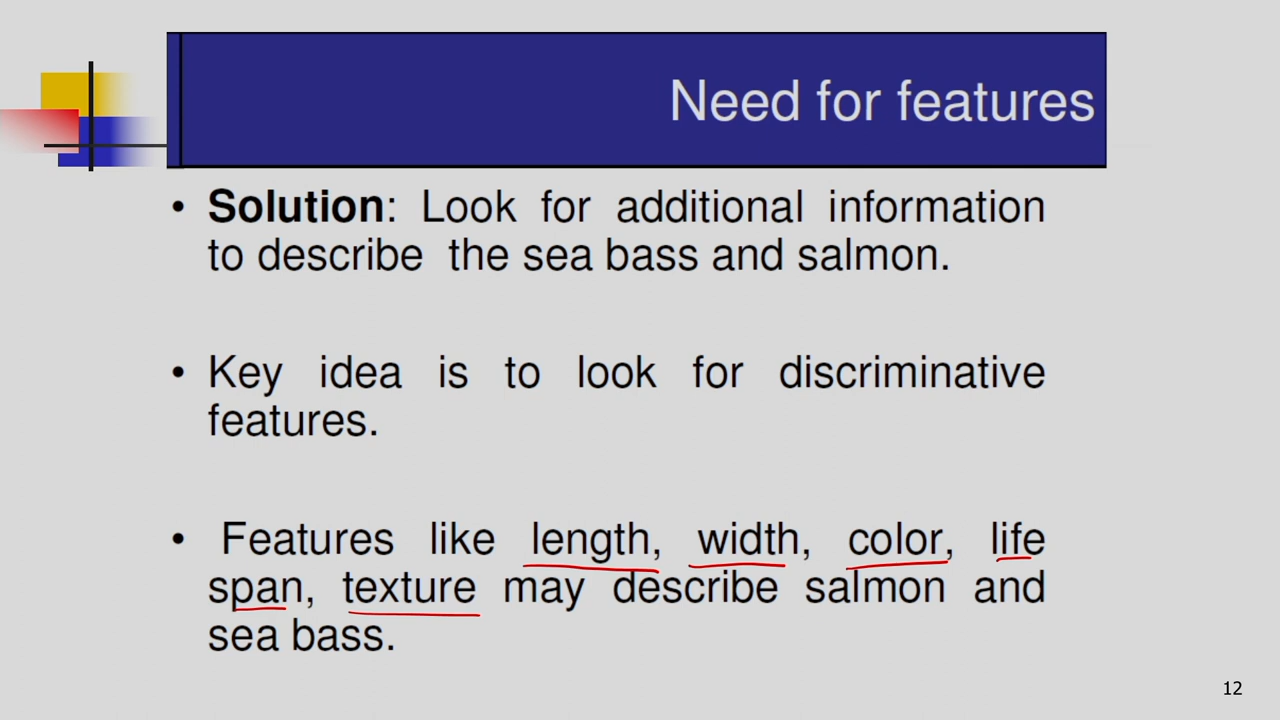 Need for features
• Solution: Look for additional information
to describe the sea bass and salmon.
• Key idea is to look for discriminative
features.
• Features like length, width, color, life
span, texture may describe salmon and
sea bass.
12